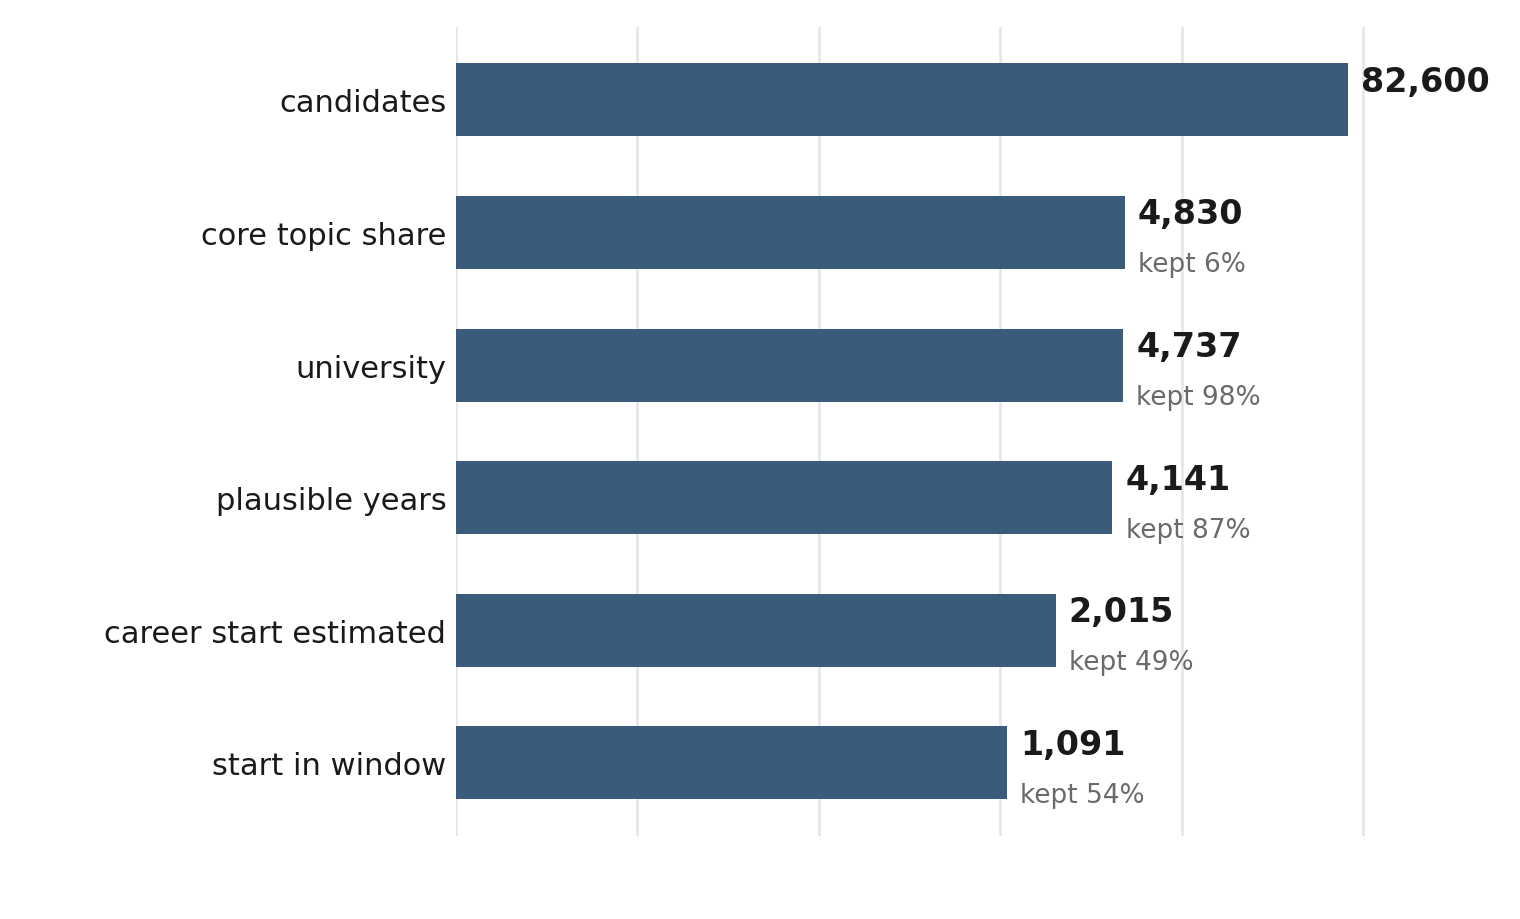 candidates
82,600
core topic share
4,830
kept 6%
university
4,737
kept 98%
plausible years
4,141
kept 87%
career start estimated
2,015
kept 49%
start in window
1,091
kept 54%